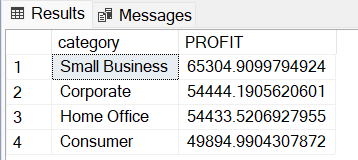 Results Messages
category PROFIT
1 Small Business 65304.9099794924
2 Corporate 54444.1905620601
3 Home Office 54433.5206927955
4 Consumer 49894.9904307872